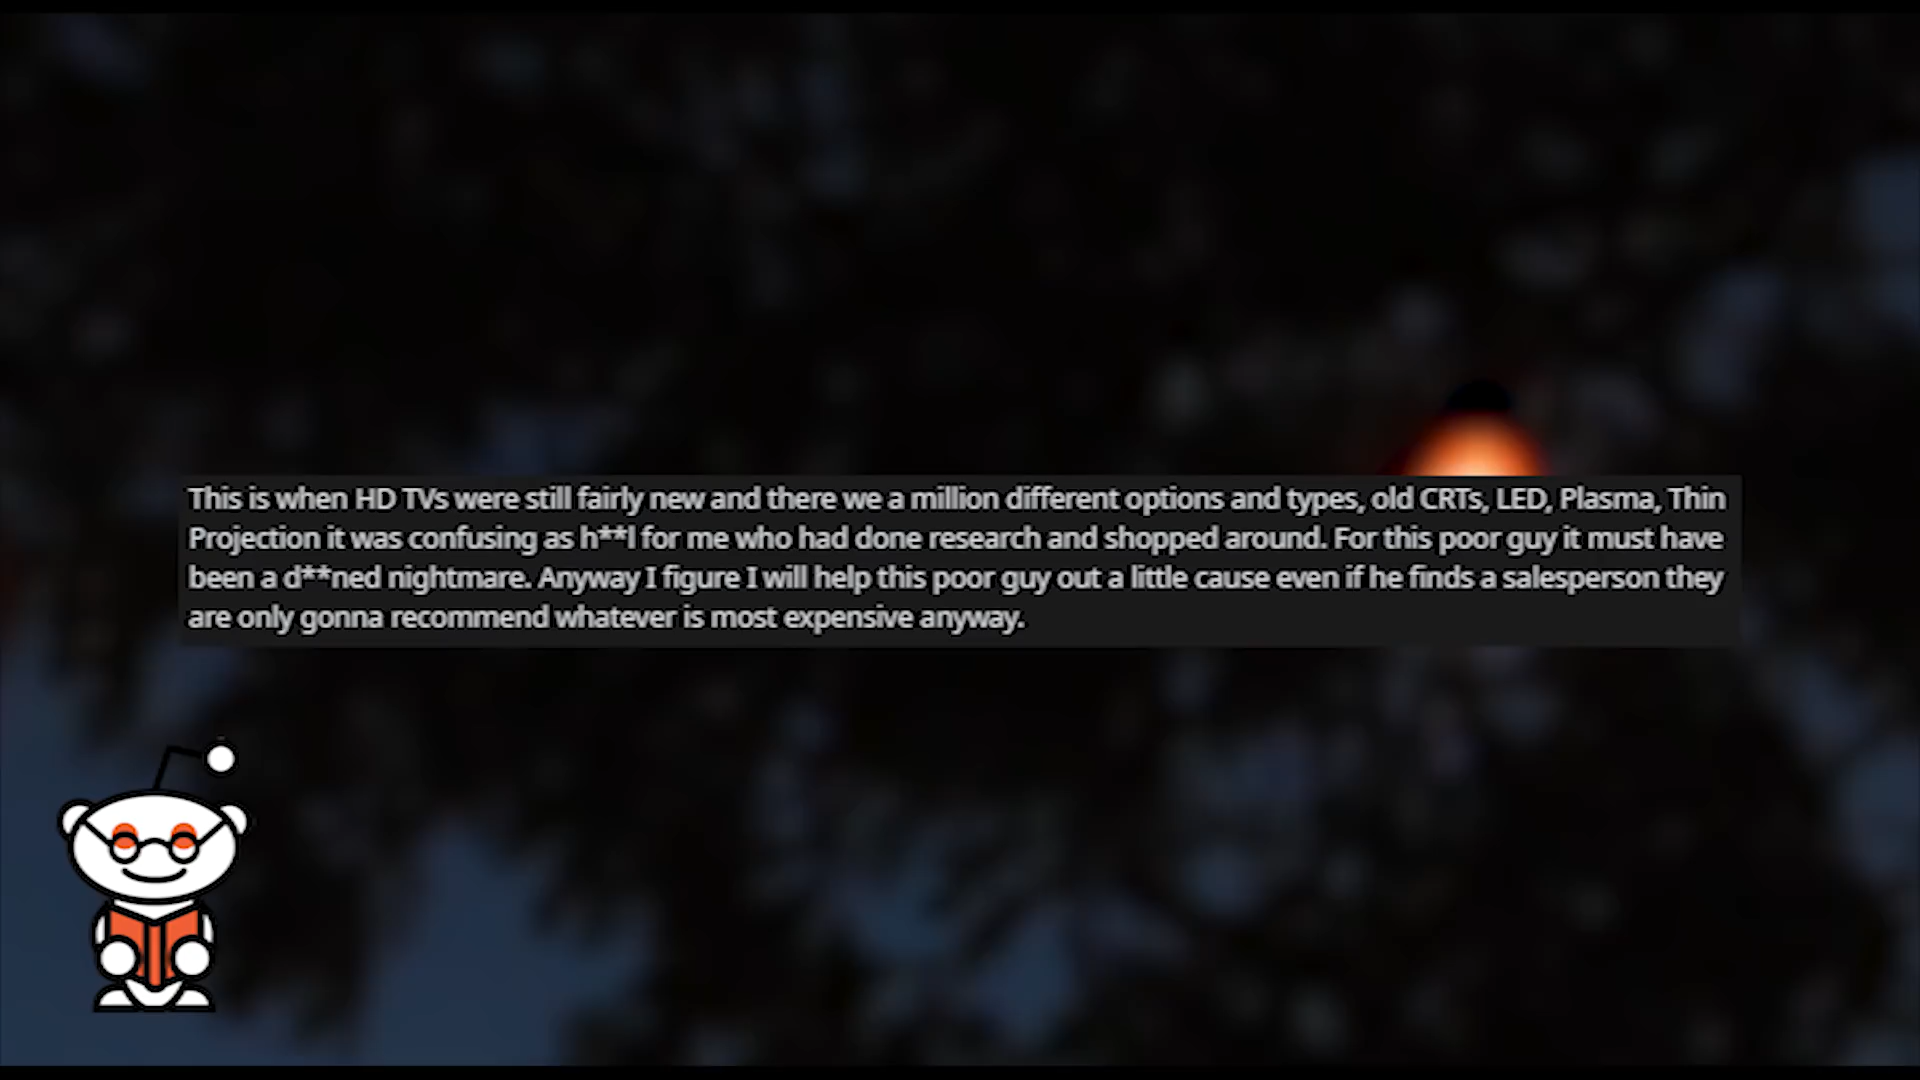 This is when HD TVs were still fairly new and there we a million different options and types, old CRTs, LED, Plasma, Thin
Projection it was confusing as h**l for me who had done research and shopped around. For this poor guy it must have
been a d**ned nightmare. Anyway I figure I will help this poor guy out a little cause even if he finds a salesperson they
are only gonna recommend whatever is most expensive anyway.